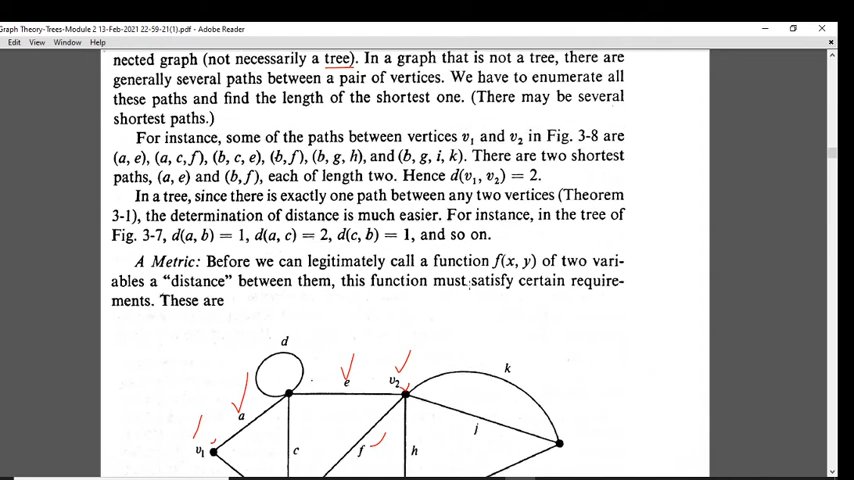 Graph Theory-Trees-Module 2 13-Feb-2021 22-59-21(1).pdf - Adobe Reader
Edit View Window Help
nected graph (not necessarily a tree). In a graph that is not a tree, there are
generally several paths between a pair of vertices. We have to enumerate all
these paths and find the length of the shortest one. (There may be several
shortest paths.)
For instance, some of the paths between vertices v₁ and v₂ in Fig. 3-8 are
(a, e), (a, c, f), (b, c, e), (b, f), (b, g, h), and (b, g, i, k). There are two shortest
paths, (a, e) and (b, f), each of length two. Hence d(v₁, v₂) = 2.
In a tree, since there is exactly one path between any two vertices (Theorem
3-1), the determination of distance is much easier. For instance, in the tree of
Fig. 3-7, d(a, b) = 1, d(a, c) = 2, d(c, b) = 1, and so on.
A Metric: Before we can legitimately call a function f(x, y) of two vari-
ables a “distance” between them, this function must satisfy certain require-
ments. These are
d
k
e
v₂
a
j
v₁
c
f
h